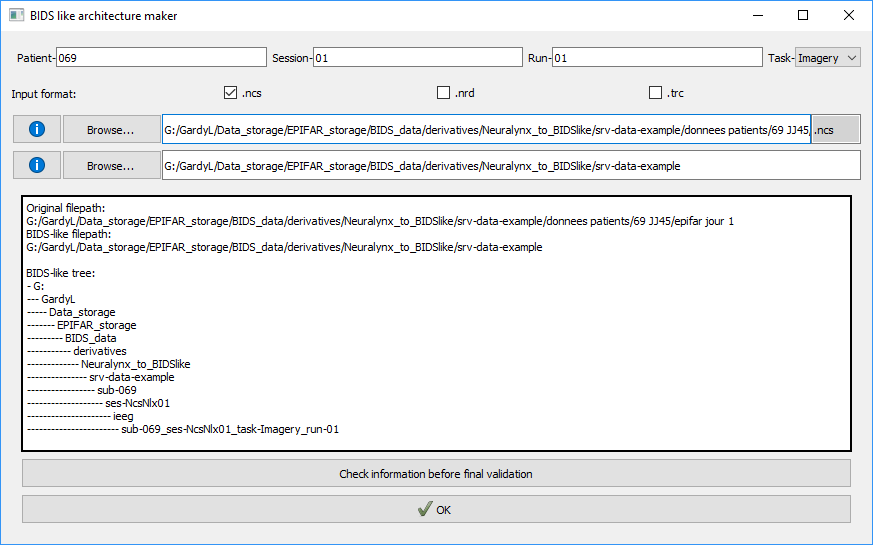 BIDS like architecture maker
Patient- 069 Session- 01 Run- 01 Task- Imagery
Input format: .ncs .nrd .trc
Browse... G:/GardyL/Data_storage/EPIFAR_storage/BIDS_data/derivatives/Neuralynx_to_BIDSlike/srv-data-example/donnees patients/69 JJ45/ .ncs
Browse... G:/GardyL/Data_storage/EPIFAR_storage/BIDS_data/derivatives/Neuralynx_to_BIDSlike/srv-data-example
Original filepath:
G:/GardyL/Data_storage/EPIFAR_storage/BIDS_data/derivatives/Neuralynx_to_BIDSlike/srv-data-example/donnees patients/69 JJ45/epifar jour 1
BIDS-like filepath:
G:/GardyL/Data_storage/EPIFAR_storage/BIDS_data/derivatives/Neuralynx_to_BIDSlike/srv-data-example
BIDS-like tree:
- G:
--- GardyL
----- Data_storage
------- EPIFAR_storage
--------- BIDS_data
----------- derivatives
------------- Neuralynx_to_BIDSlike
--------------- srv-data-example
----------------- sub-069
------------------- ses-NcsNlx01
--------------------- ieeg
----------------------- sub-069_ses-NcsNlx01_task-Imagery_run-01
Check information before final validation
OK